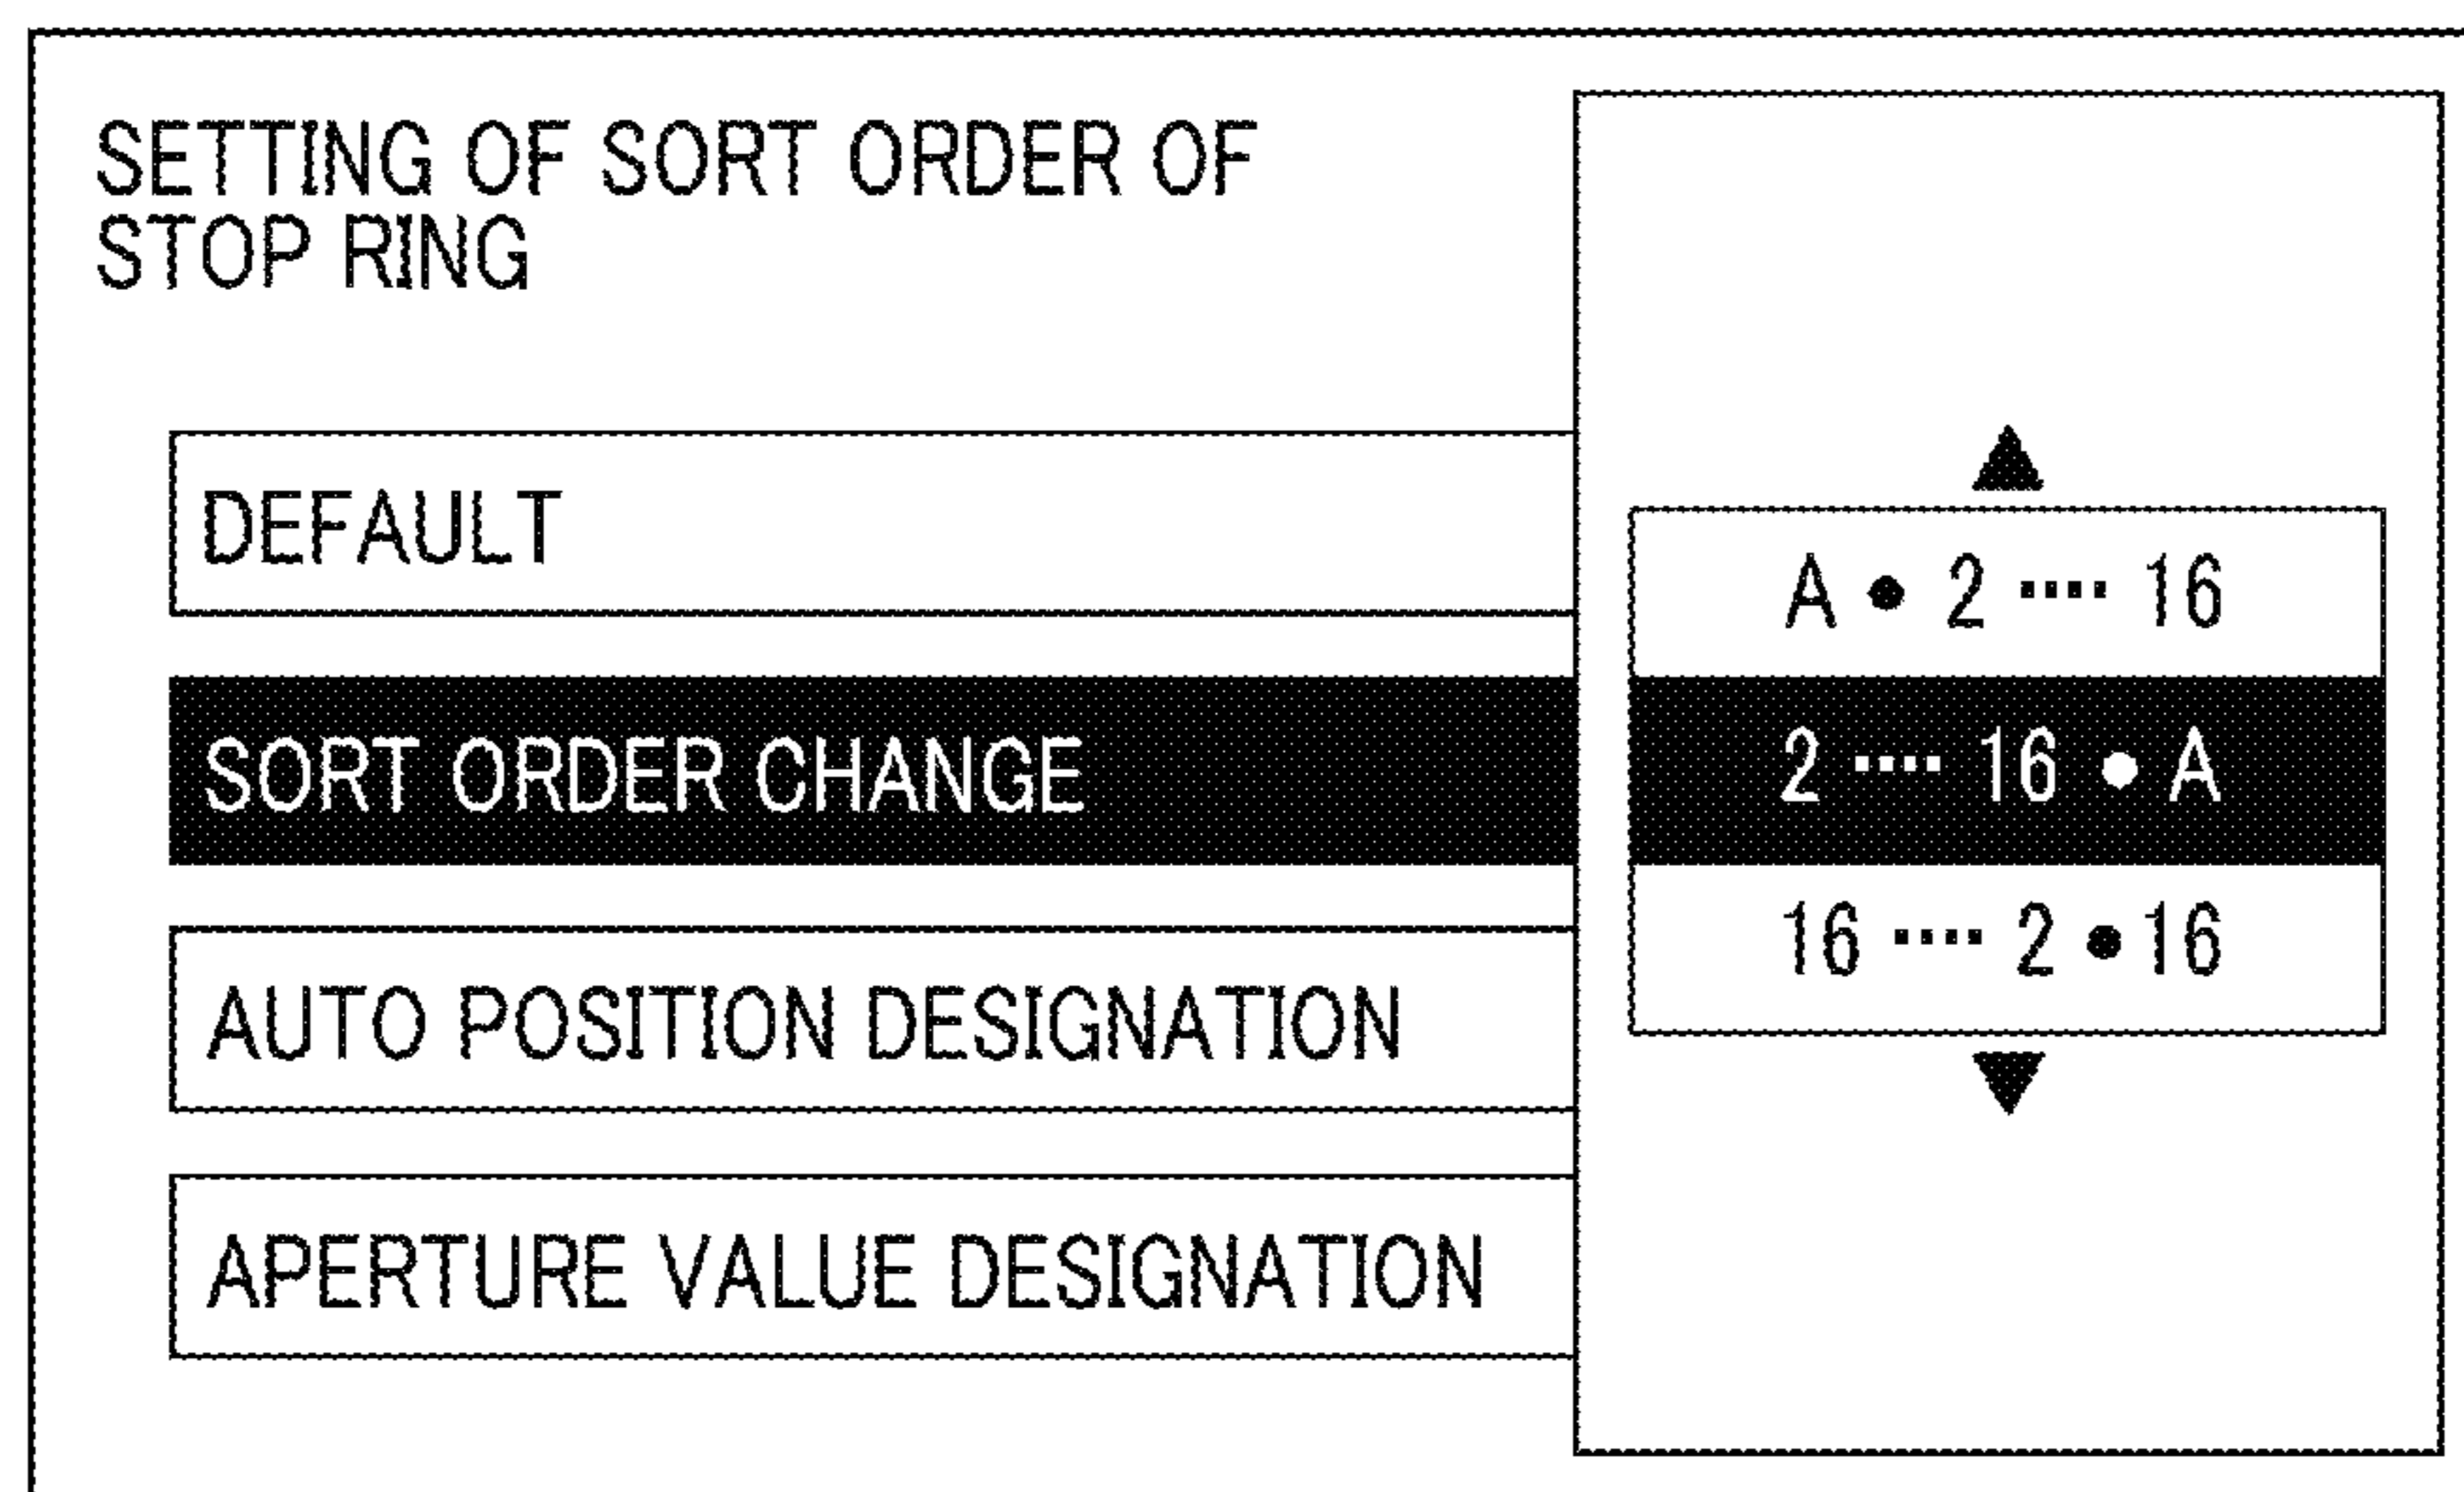 SETTING OF SORT ORDER OF
STOP RING
DEFAULT
SORT ORDER CHANGE
AUTO POSITION DESIGNATION
APERTURE VALUE DESIGNATION
▲
A ● 2 ···· 16
2 ···· 16 ● A
16 ···· 2 ● 16
▼